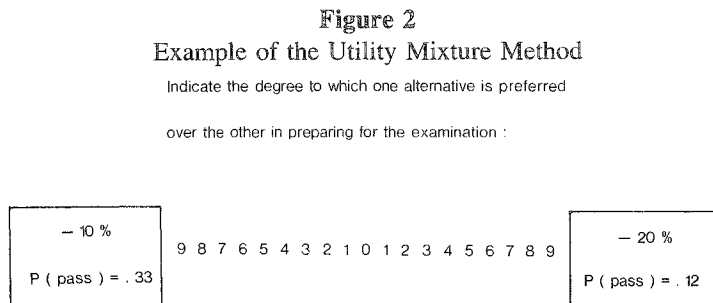 Figure 2
Example of the Utility Mixture Method
Indicate the degree to which one alternative is preferred
over the other in preparing for the examination :
— 10 %
P ( pass ) = . 33
9 8 7 6 5 4 3 2 1 0 1 2 3 4 5 6 7 8 9
— 20 %
P ( pass ) = . 12